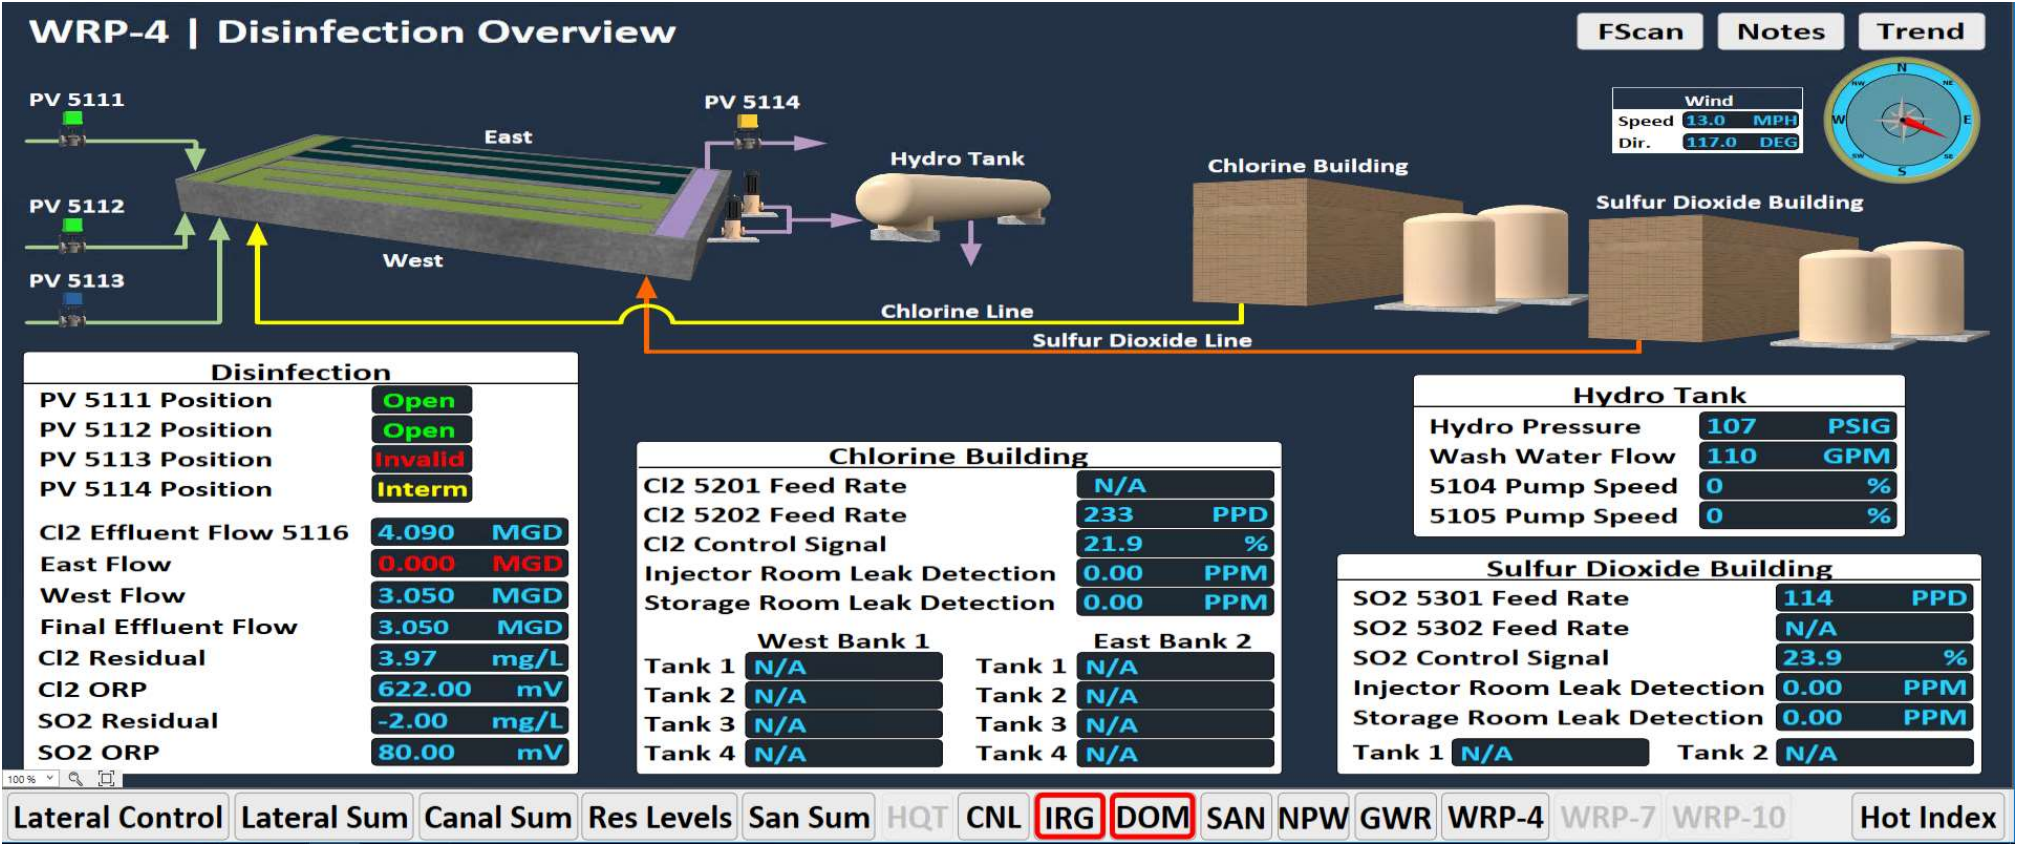 WRP-4 | Disinfection Overview
FScan Notes Trend
PV 5111
PV 5112
PV 5113
East
West
PV 5114
Hydro Tank
Chlorine Building
Sulfur Dioxide Building
Wind
Speed 13.0 MPH
Dir. 117.0 DEG
N
NE
E
SE
S
SW
W
NW
Chlorine Line
Sulfur Dioxide Line
Disinfection
PV 5111 Position Open
PV 5112 Position Open
PV 5113 Position Invalid
PV 5114 Position Interm
Cl2 Effluent Flow 5116 4.090 MGD
East Flow 0.000 MGD
West Flow 3.050 MGD
Final Effluent Flow 3.050 MGD
Cl2 Residual 3.97 mg/L
Cl2 ORP 622.00 mV
SO2 Residual -2.00 mg/L
SO2 ORP 80.00 mV
Chlorine Building
Cl2 5201 Feed Rate N/A
Cl2 5202 Feed Rate 233 PPD
Cl2 Control Signal 21.9 %
Injector Room Leak Detection 0.00 PPM
Storage Room Leak Detection 0.00 PPM
West Bank 1 East Bank 2
Tank 1 N/A Tank 1 N/A
Tank 2 N/A Tank 2 N/A
Tank 3 N/A Tank 3 N/A
Tank 4 N/A Tank 4 N/A
Hydro Tank
Hydro Pressure 107 PSIG
Wash Water Flow 110 GPM
5104 Pump Speed 0 %
5105 Pump Speed 0 %
Sulfur Dioxide Building
SO2 5301 Feed Rate 114 PPD
SO2 5302 Feed Rate N/A
SO2 Control Signal 23.9 %
Injector Room Leak Detection 0.00 PPM
Storage Room Leak Detection 0.00 PPM
Tank 1 N/A Tank 2 N/A
100 %
Lateral Control Lateral Sum Canal Sum Res Levels San Sum HQT CNL IRG DOM SAN NPW GWR WRP-4 WRP-7 WRP-10 Hot Index